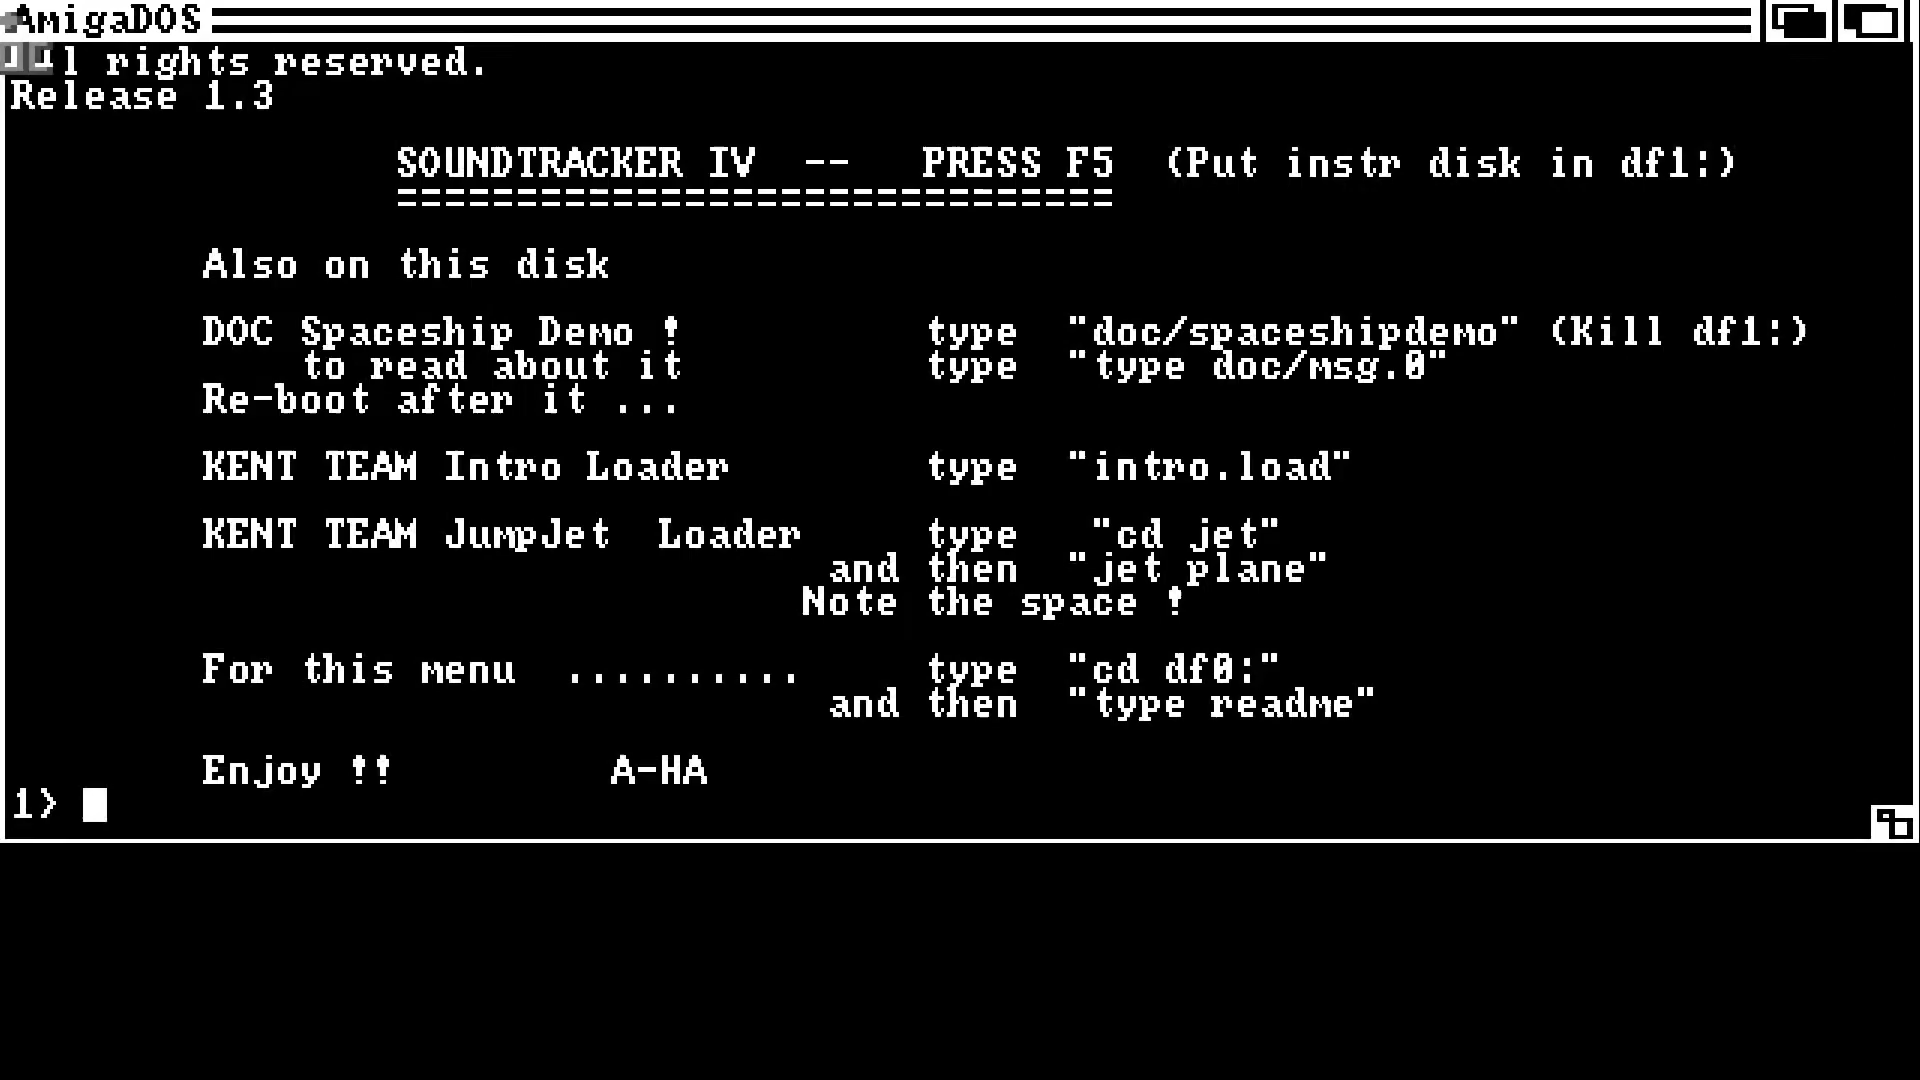 AmigaDOS
All rights reserved.
Release 1.3
SOUNDTRACKER IV -- PRESS F5 (Put instr disk in df1:)
==============================
Also on this disk
DOC Spaceship Demo ! type "doc/spaceshipdemo" (Kill df1:)
to read about it type "type doc/msg.0"
Re-boot after it ...
KENT TEAM Intro Loader type "intro.load"
KENT TEAM JumpJet Loader type "cd jet"
and then "jet plane"
Note the space !
For this menu .......... type "cd df0:"
and then "type readme"
Enjoy !! A-HA
1>